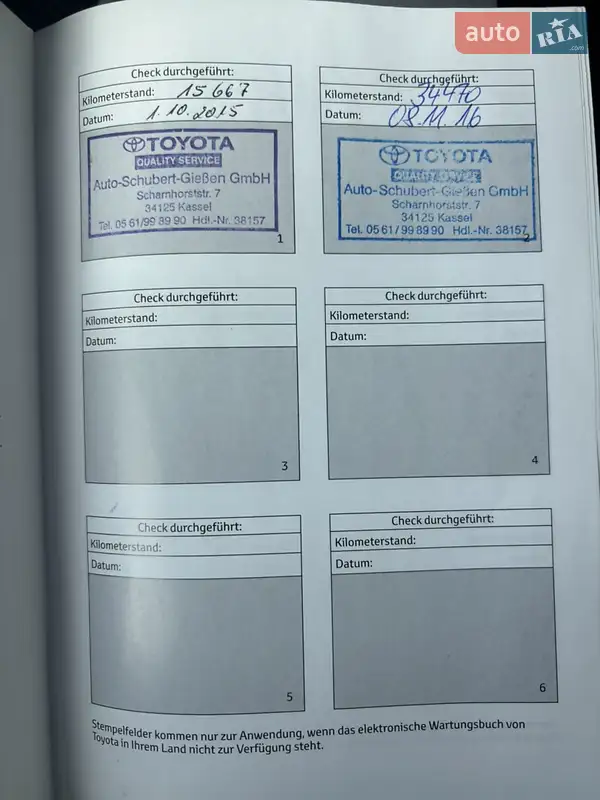 auto RIA .com
Check durchgeführt:
Kilometerstand: 15 667
Datum: 1.10.2015
TOYOTA
QUALITY SERVICE
Auto-Schubert-Gießen GmbH
Scharnhorststr. 7
34125 Kassel
Tel. 05 61/99 89 90 Hdl.-Nr. 38157
1
Check durchgeführt:
Kilometerstand: 34470
Datum: 08.11.16
TOYOTA
QUALITY SERVICE
Auto-Schubert-Gießen GmbH
Scharnhorststr. 7
34125 Kassel
Tel. 05 61/99 89 90 Hdl.-Nr. 38157
2
Check durchgeführt:
Kilometerstand:
Datum:
3
Check durchgeführt:
Kilometerstand:
Datum:
4
Check durchgeführt:
Kilometerstand:
Datum:
5
Check durchgeführt:
Kilometerstand:
Datum:
6
Stempelfelder kommen nur zur Anwendung, wenn das elektronische Wartungsbuch von
Toyota in Ihrem Land nicht zur Verfügung steht.